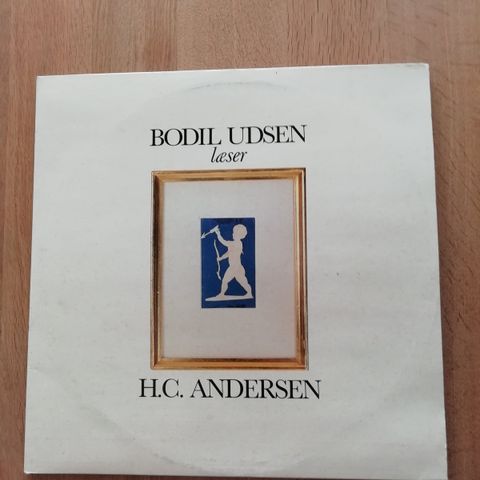 BODIL UDSEN
læser
H.C. ANDERSEN